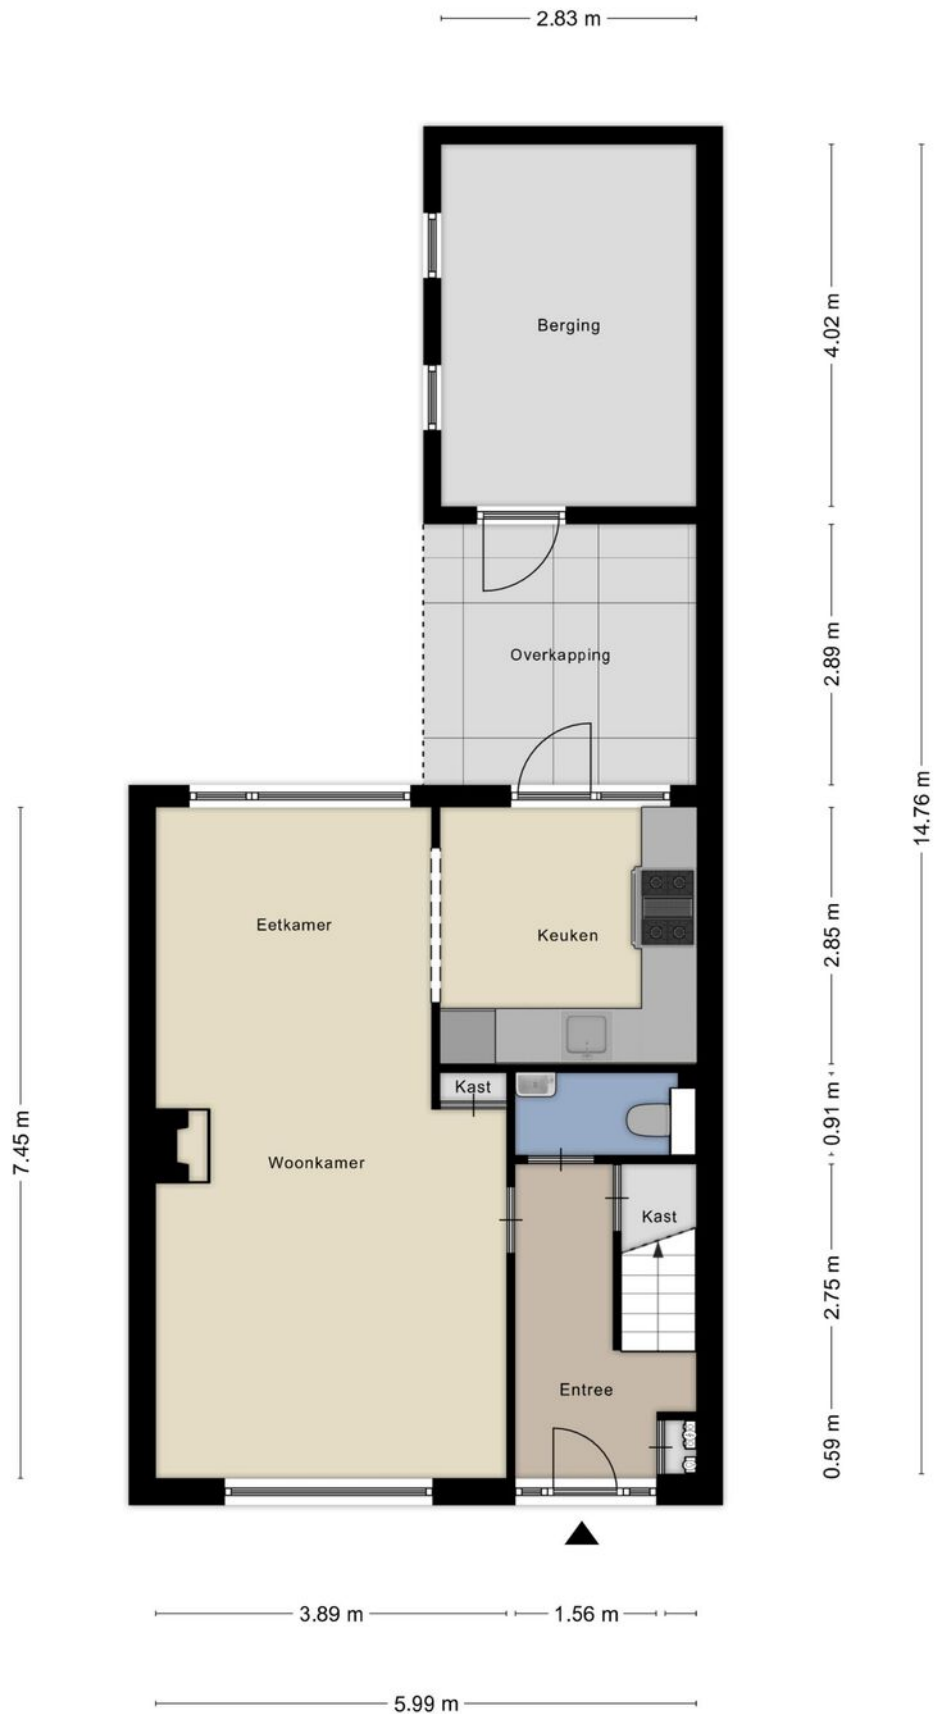 2.83 m
Berging
4.02 m
Overkapping
2.89 m
14.76 m
Eetkamer
Keuken
2.85 m
Kast
0.91 m
7.45 m
Woonkamer
Kast
2.75 m
Entree
0.59 m
3.89 m
1.56 m
5.99 m